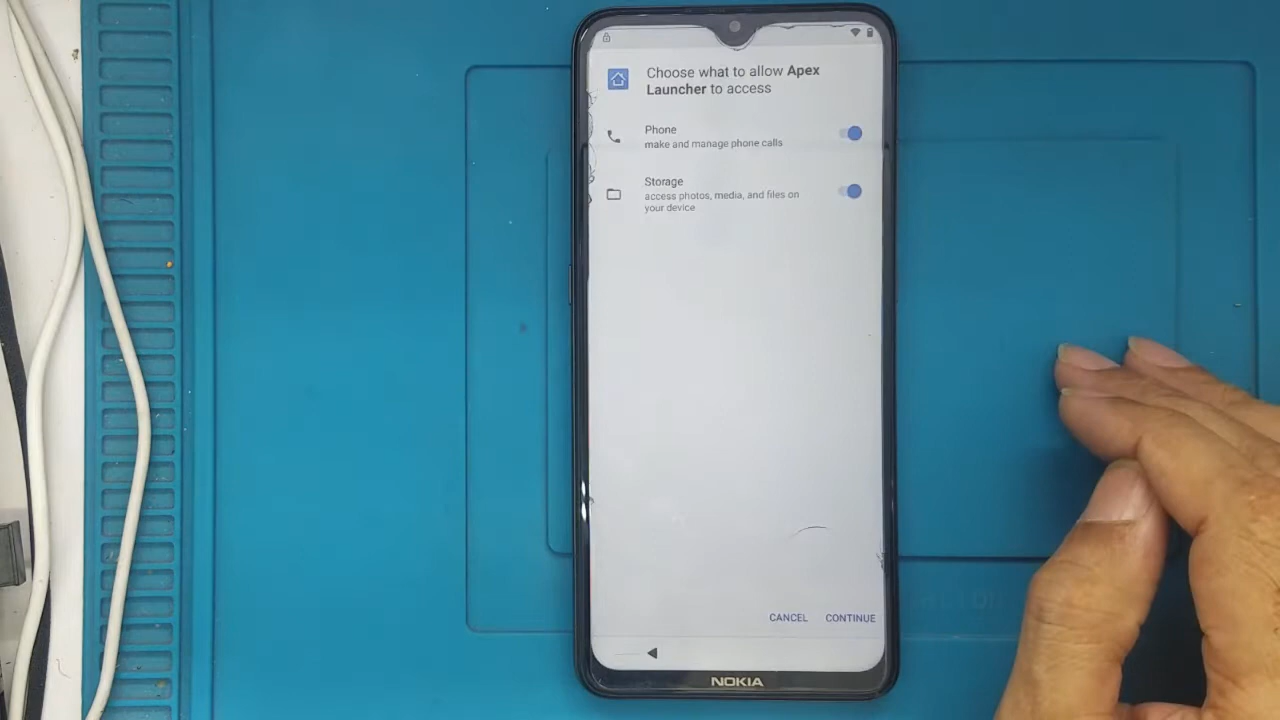 Choose what to allow Apex
Launcher to access
Phone
make and manage phone calls
Storage
access photos, media, and files on
your device
CANCEL
CONTINUE
NOKIA